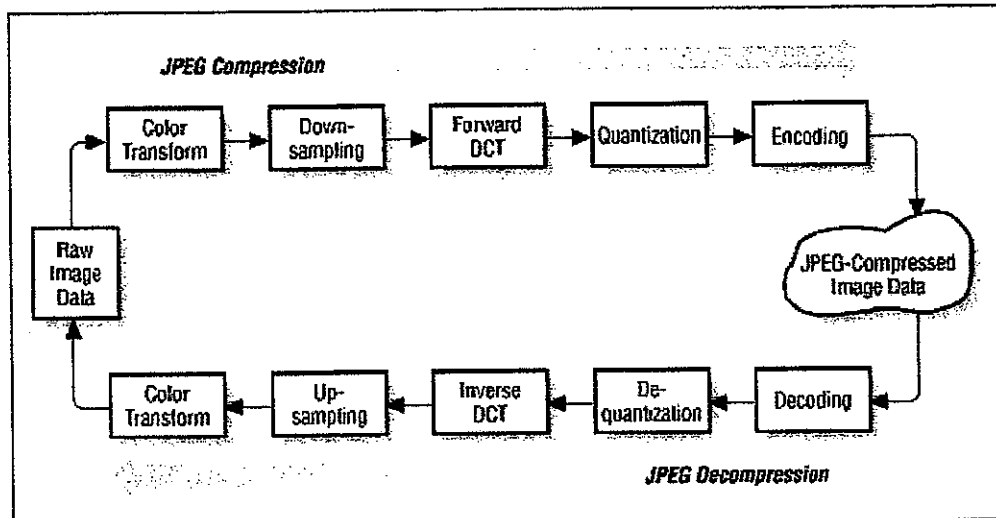 JPEG Compression
Color
Transform
Down-
sampling
Forward
DCT
Quantization
Encoding
Raw
Image
Data
JPEG-Compressed
Image Data
Color
Transform
Up-
sampling
Inverse
DCT
De-
quantization
Decoding
JPEG Decompression